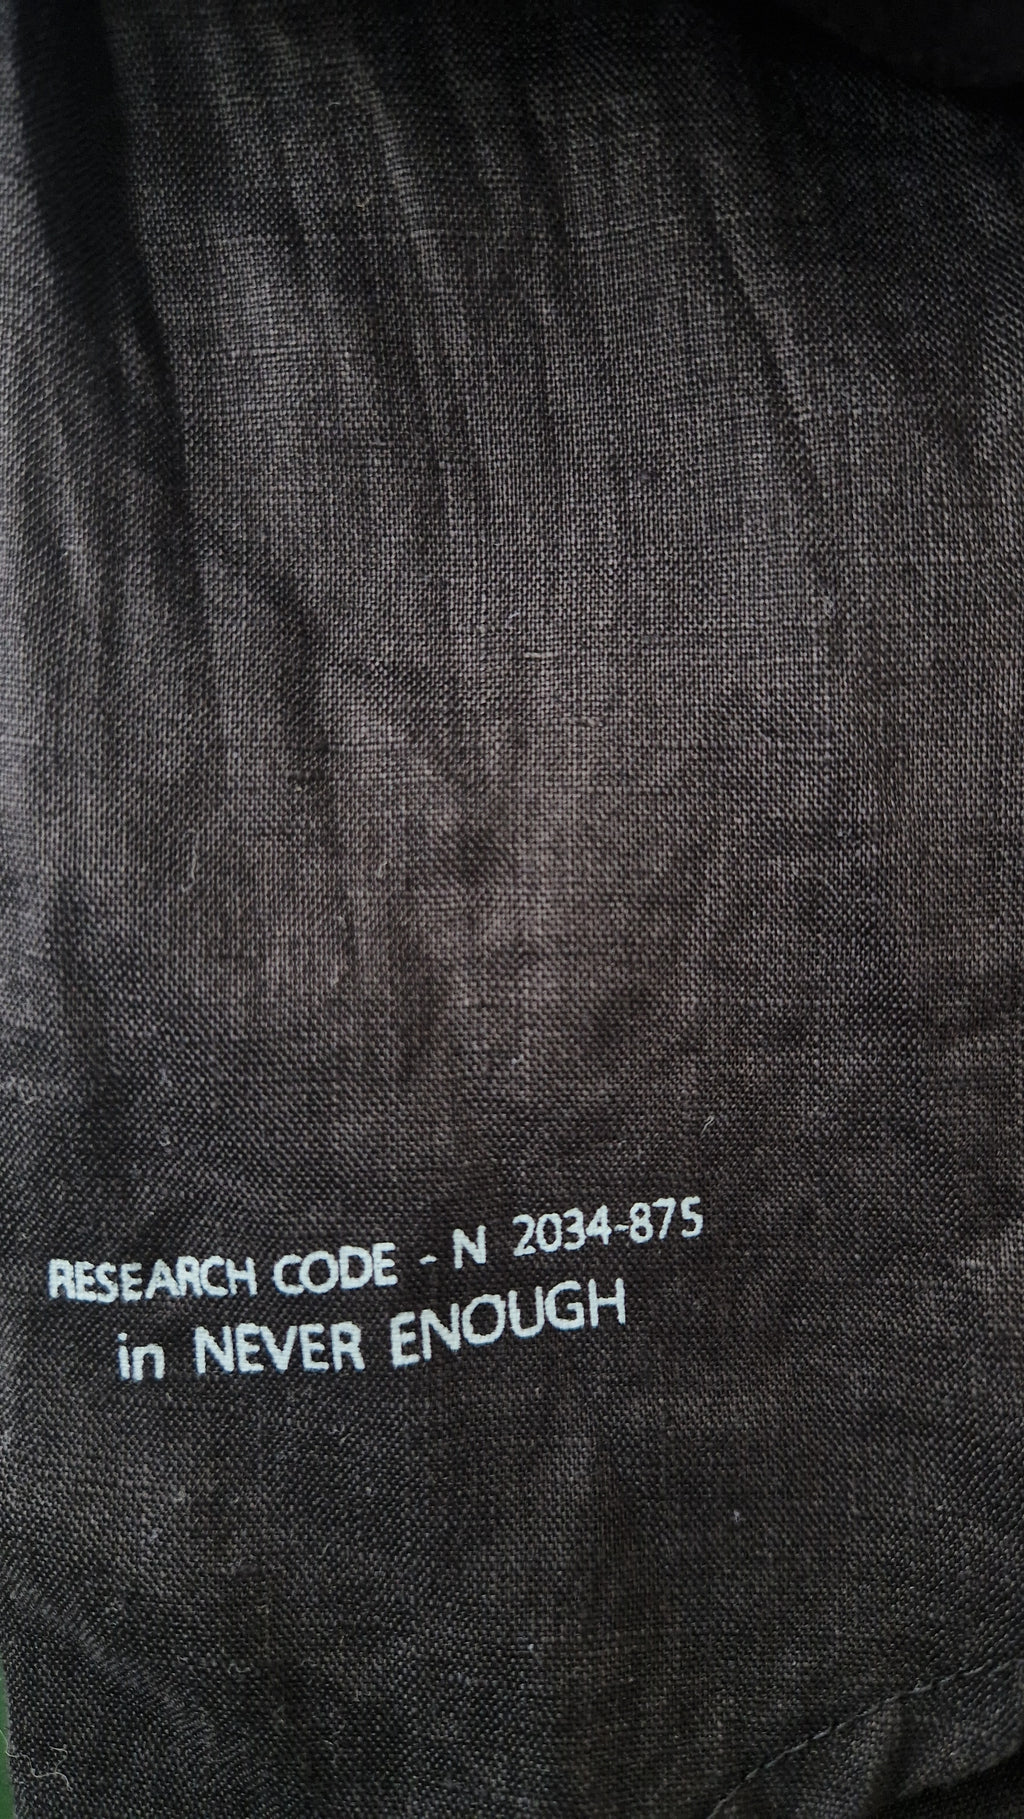 RESEARCH CODE - N 2034-875
in NEVER ENOUGH